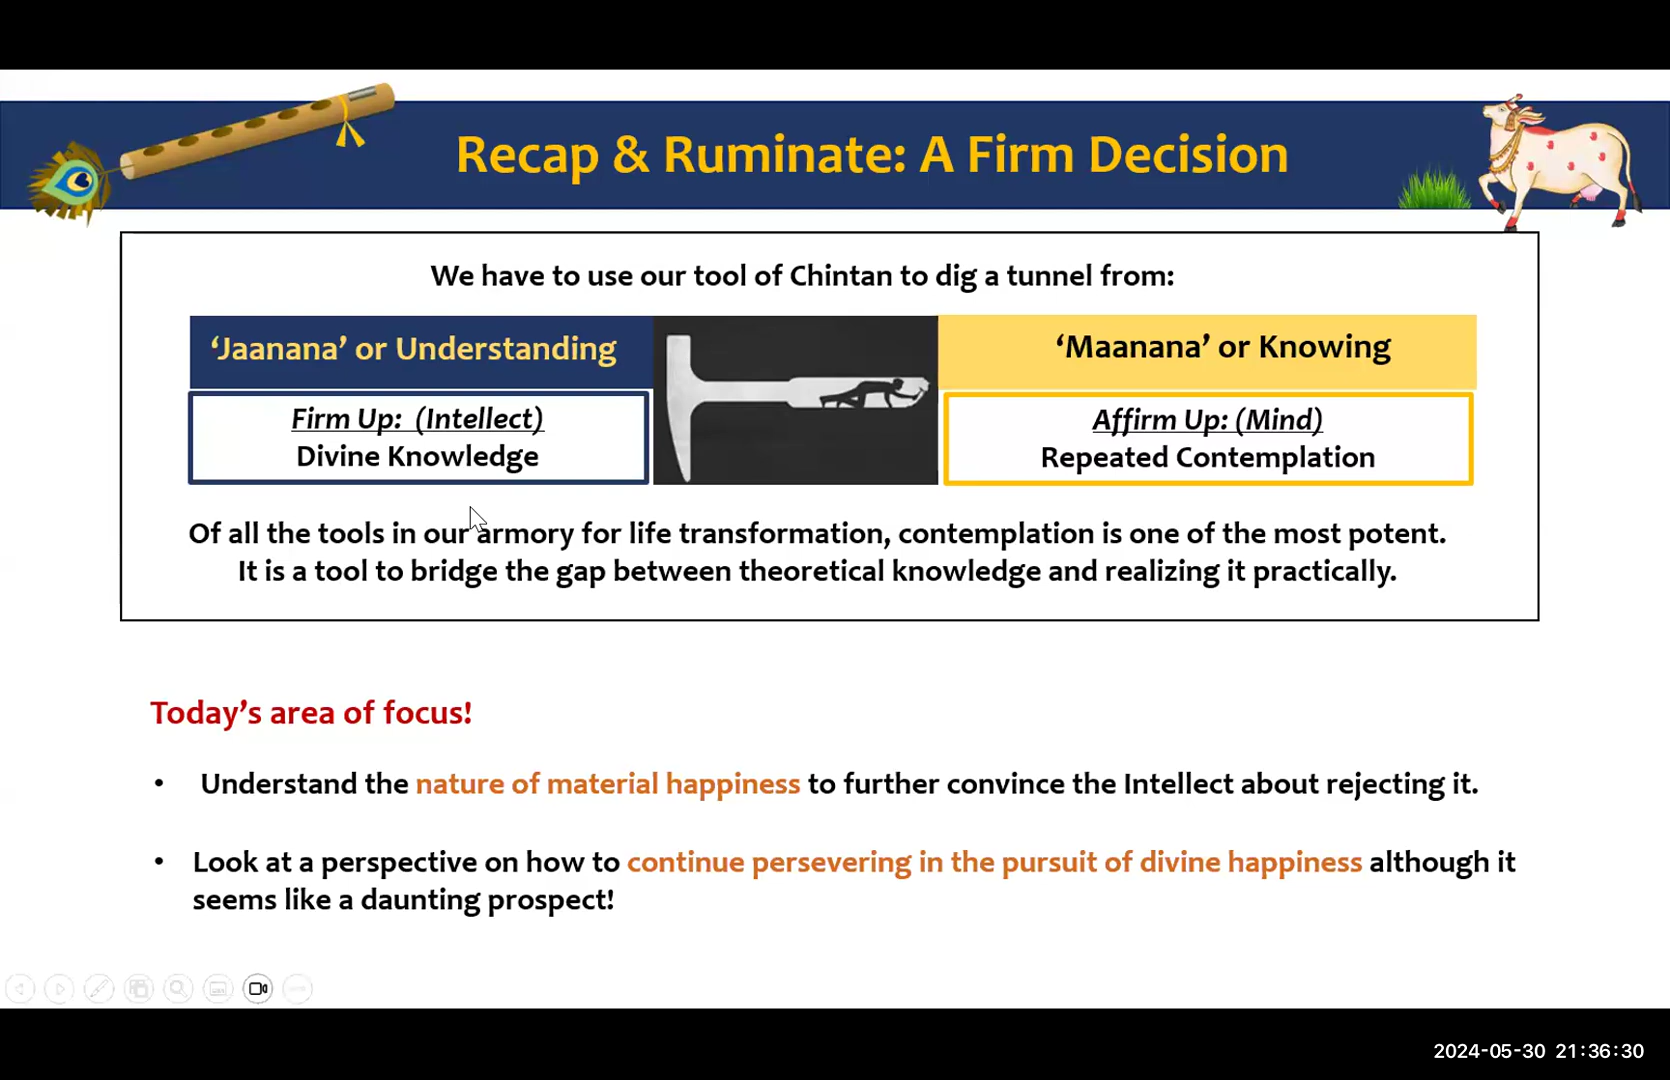 Recap & Ruminate: A Firm Decision
We have to use our tool of Chintan to dig a tunnel from:
‘Jaanana’ or Understanding
‘Maanana’ or Knowing
Firm Up: (Intellect)
Divine Knowledge
Affirm Up: (Mind)
Repeated Contemplation
Of all the tools in our armory for life transformation, contemplation is one of the most potent.
It is a tool to bridge the gap between theoretical knowledge and realizing it practically.
Today’s area of focus!
• Understand the nature of material happiness to further convince the Intellect about rejecting it.
• Look at a perspective on how to continue persevering in the pursuit of divine happiness although it
seems like a daunting prospect!
2024-05-30 21:36:30